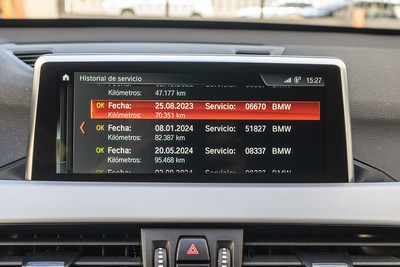 Historial de servicio
15:27
Kilómetros: 47.177 km
OK Fecha: 25.08.2023 Servicio: 06670 BMW
Kilómetros: 70.351 km
OK Fecha: 08.01.2024 Servicio: 51827 BMW
Kilómetros: 82.387 km
OK Fecha: 20.05.2024 Servicio: 08337 BMW
Kilómetros: 95.468 km